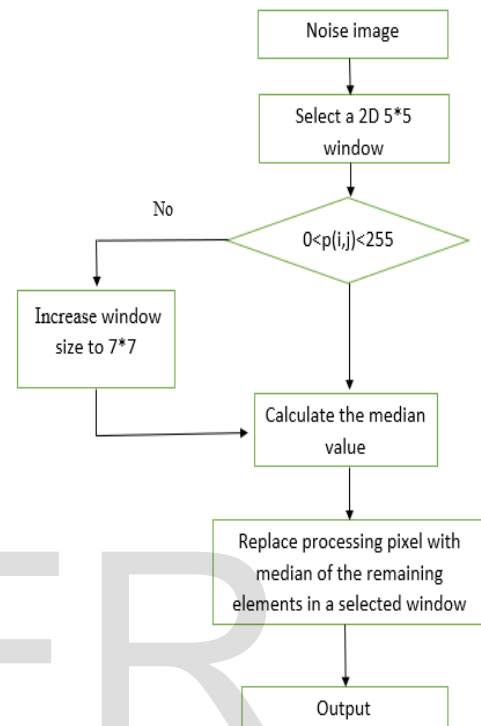 Noise image
Select a 2D 5*5
window
No
0<p(i,j)<255
Increase window
size to 7*7
Calculate the median
value
Replace processing pixel with
median of the remaining
elements in a selected window
Output